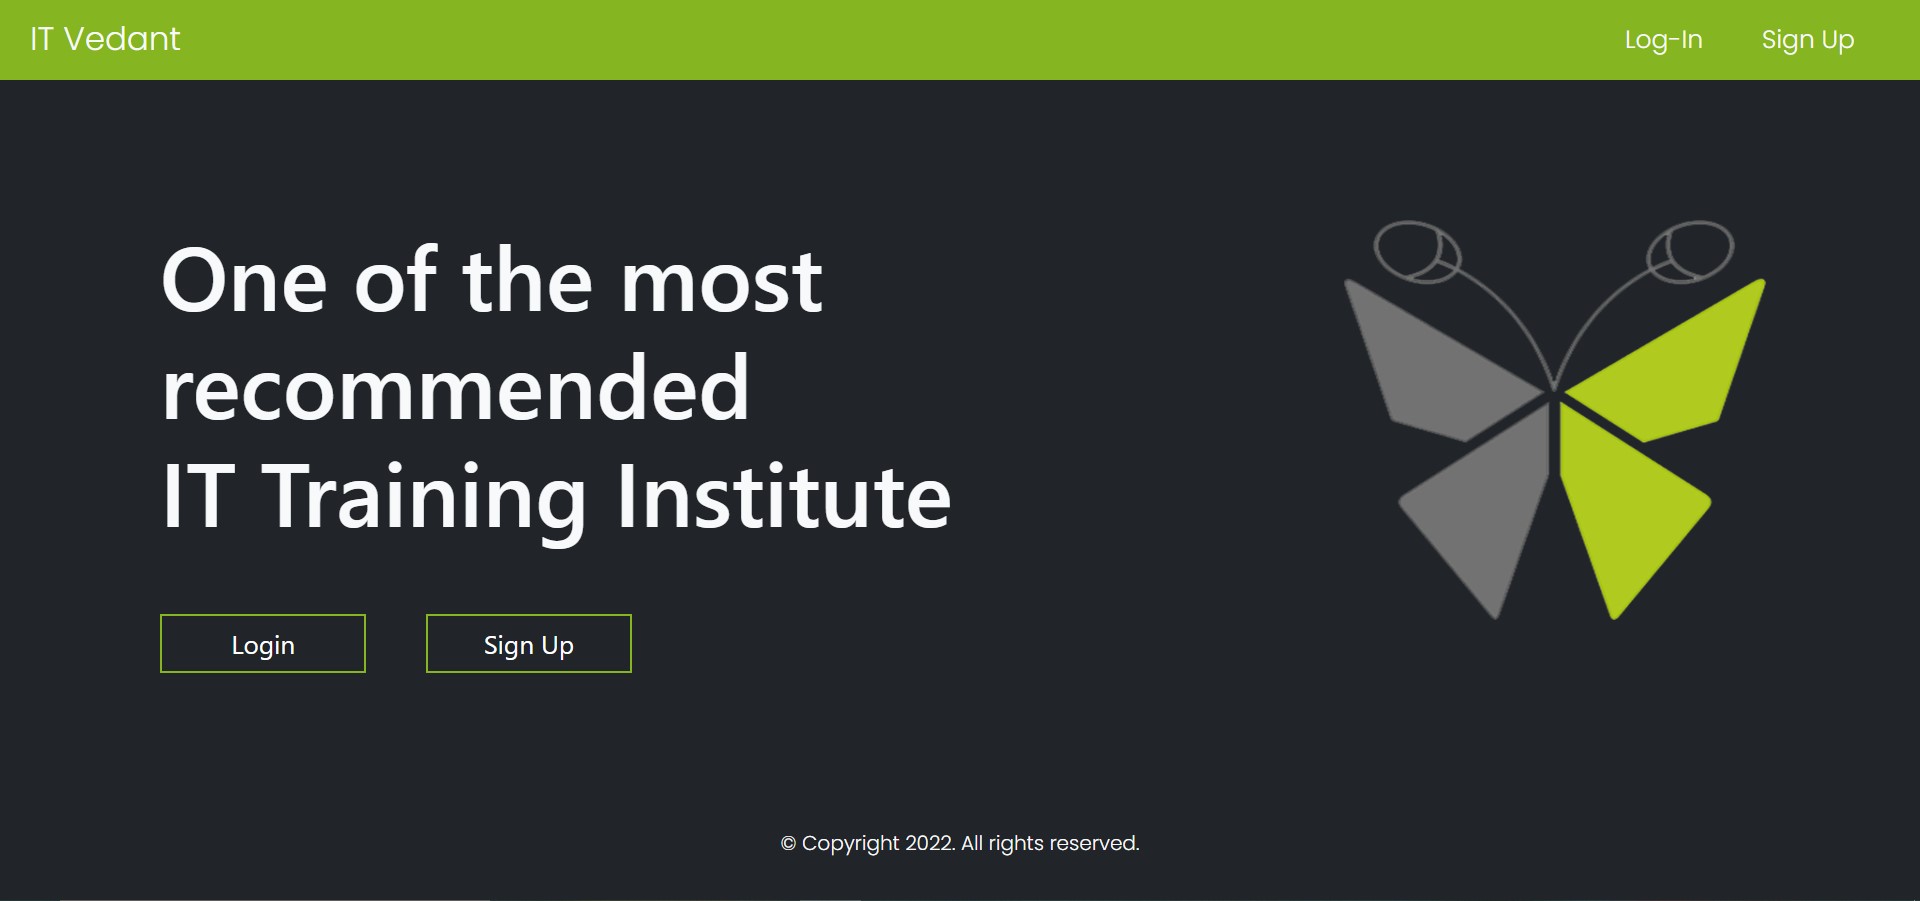 IT Vedant
Log-In
Sign Up
One of the most
recommended
IT Training Institute
Login
Sign Up
© Copyright 2022. All rights reserved.